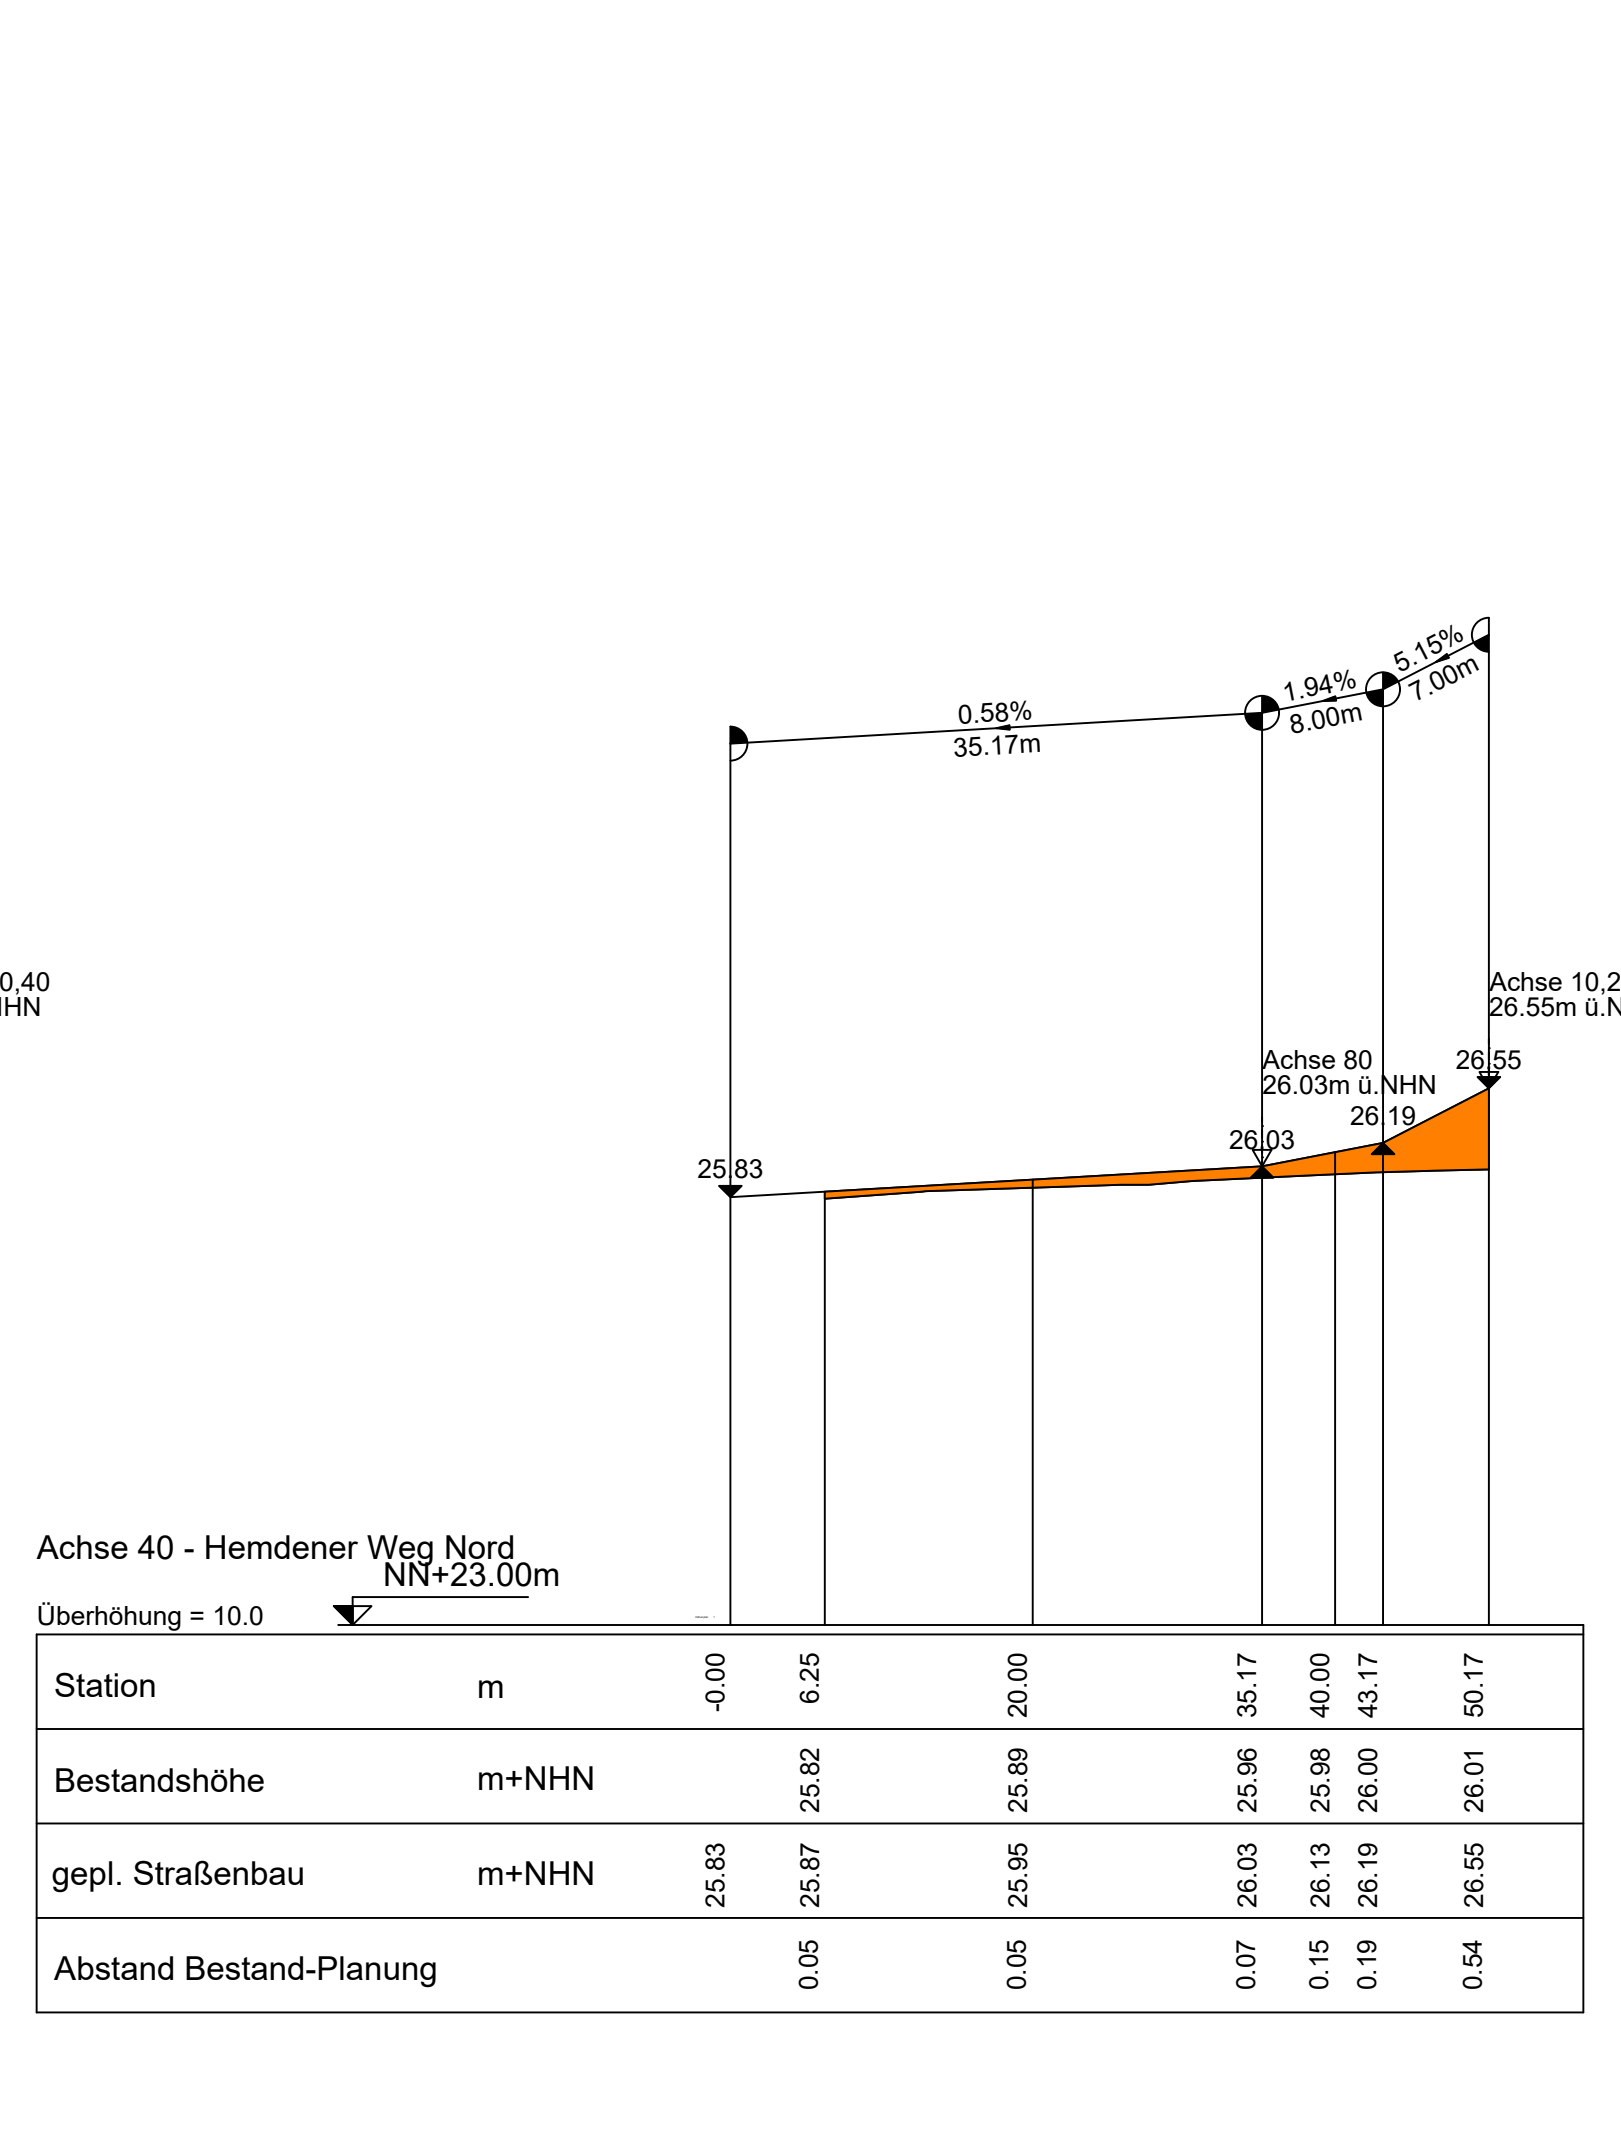 5.15%
7.00m
1.94%
8.00m
0.58%
35.17m
0,40
HN
Achse 10,2
26.55m ü.N
Achse 80
26.03m ü.NHN
26.55
26.19
26.03
25.83
Achse 40 - Hemdener Weg Nord
NN+23.00m
Überhöhung = 10.0
Station m -0.00 6.25 20.00 35.17 40.00 43.17 50.17
Bestandshöhe m+NHN 25.82 25.89 25.96 25.98 26.00 26.01
gepl. Straßenbau m+NHN 25.83 25.87 25.95 26.03 26.13 26.19 26.55
Abstand Bestand-Planung 0.05 0.05 0.07 0.15 0.19 0.54